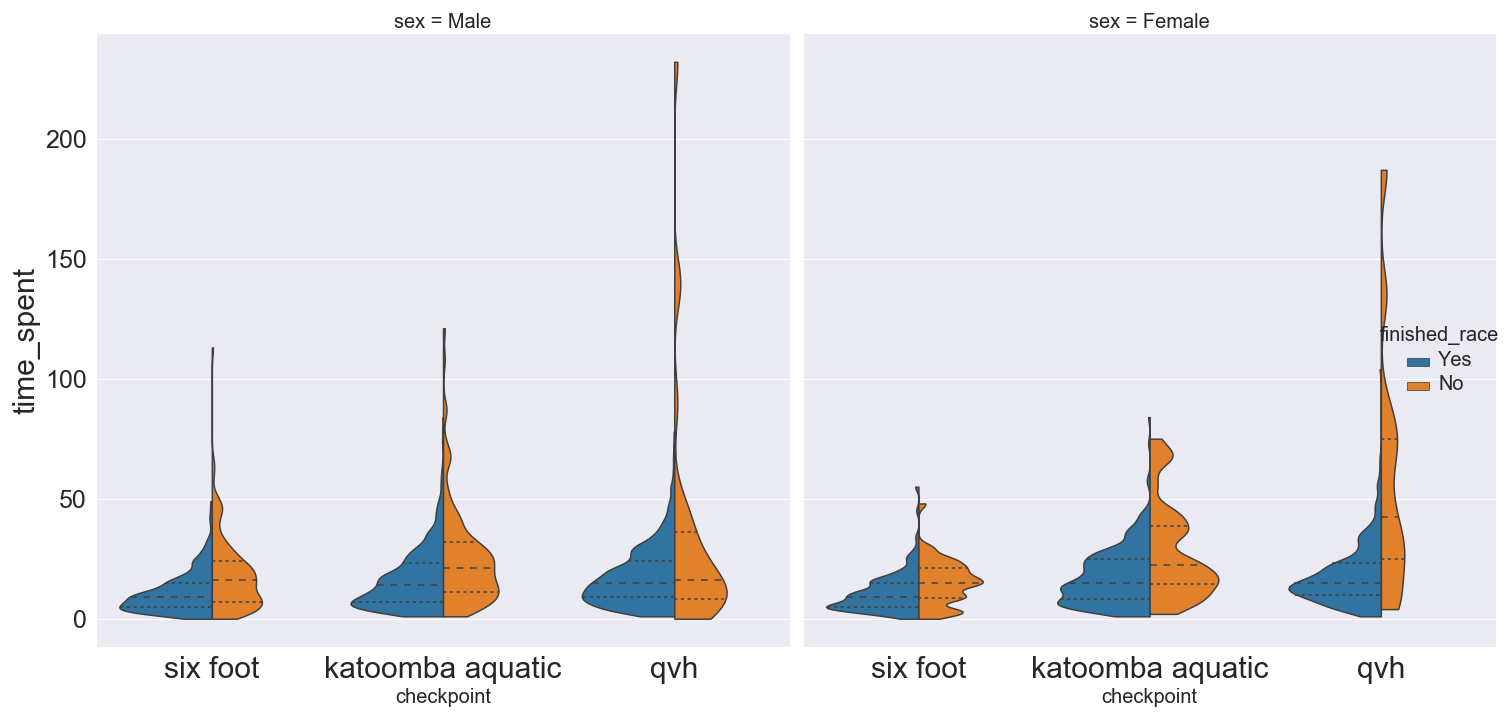 sex = Male
sex = Female
time_spent
200
150
100
50
0
finished_race
Yes
No
six foot
katoomba aquatic
qvh
six foot
katoomba aquatic
qvh
checkpoint
checkpoint